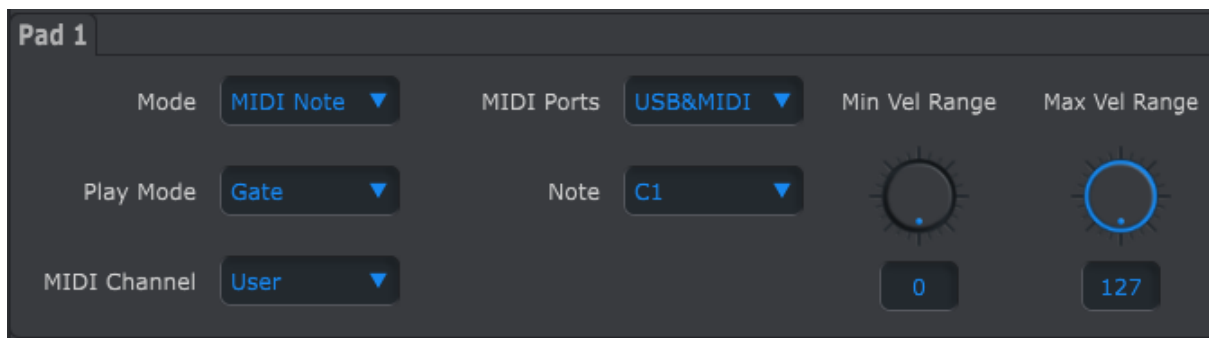 Pad 1
Mode MIDI Note MIDI Ports USB&MIDI Min Vel Range Max Vel Range
Play Mode Gate Note C1
MIDI Channel User 0 127